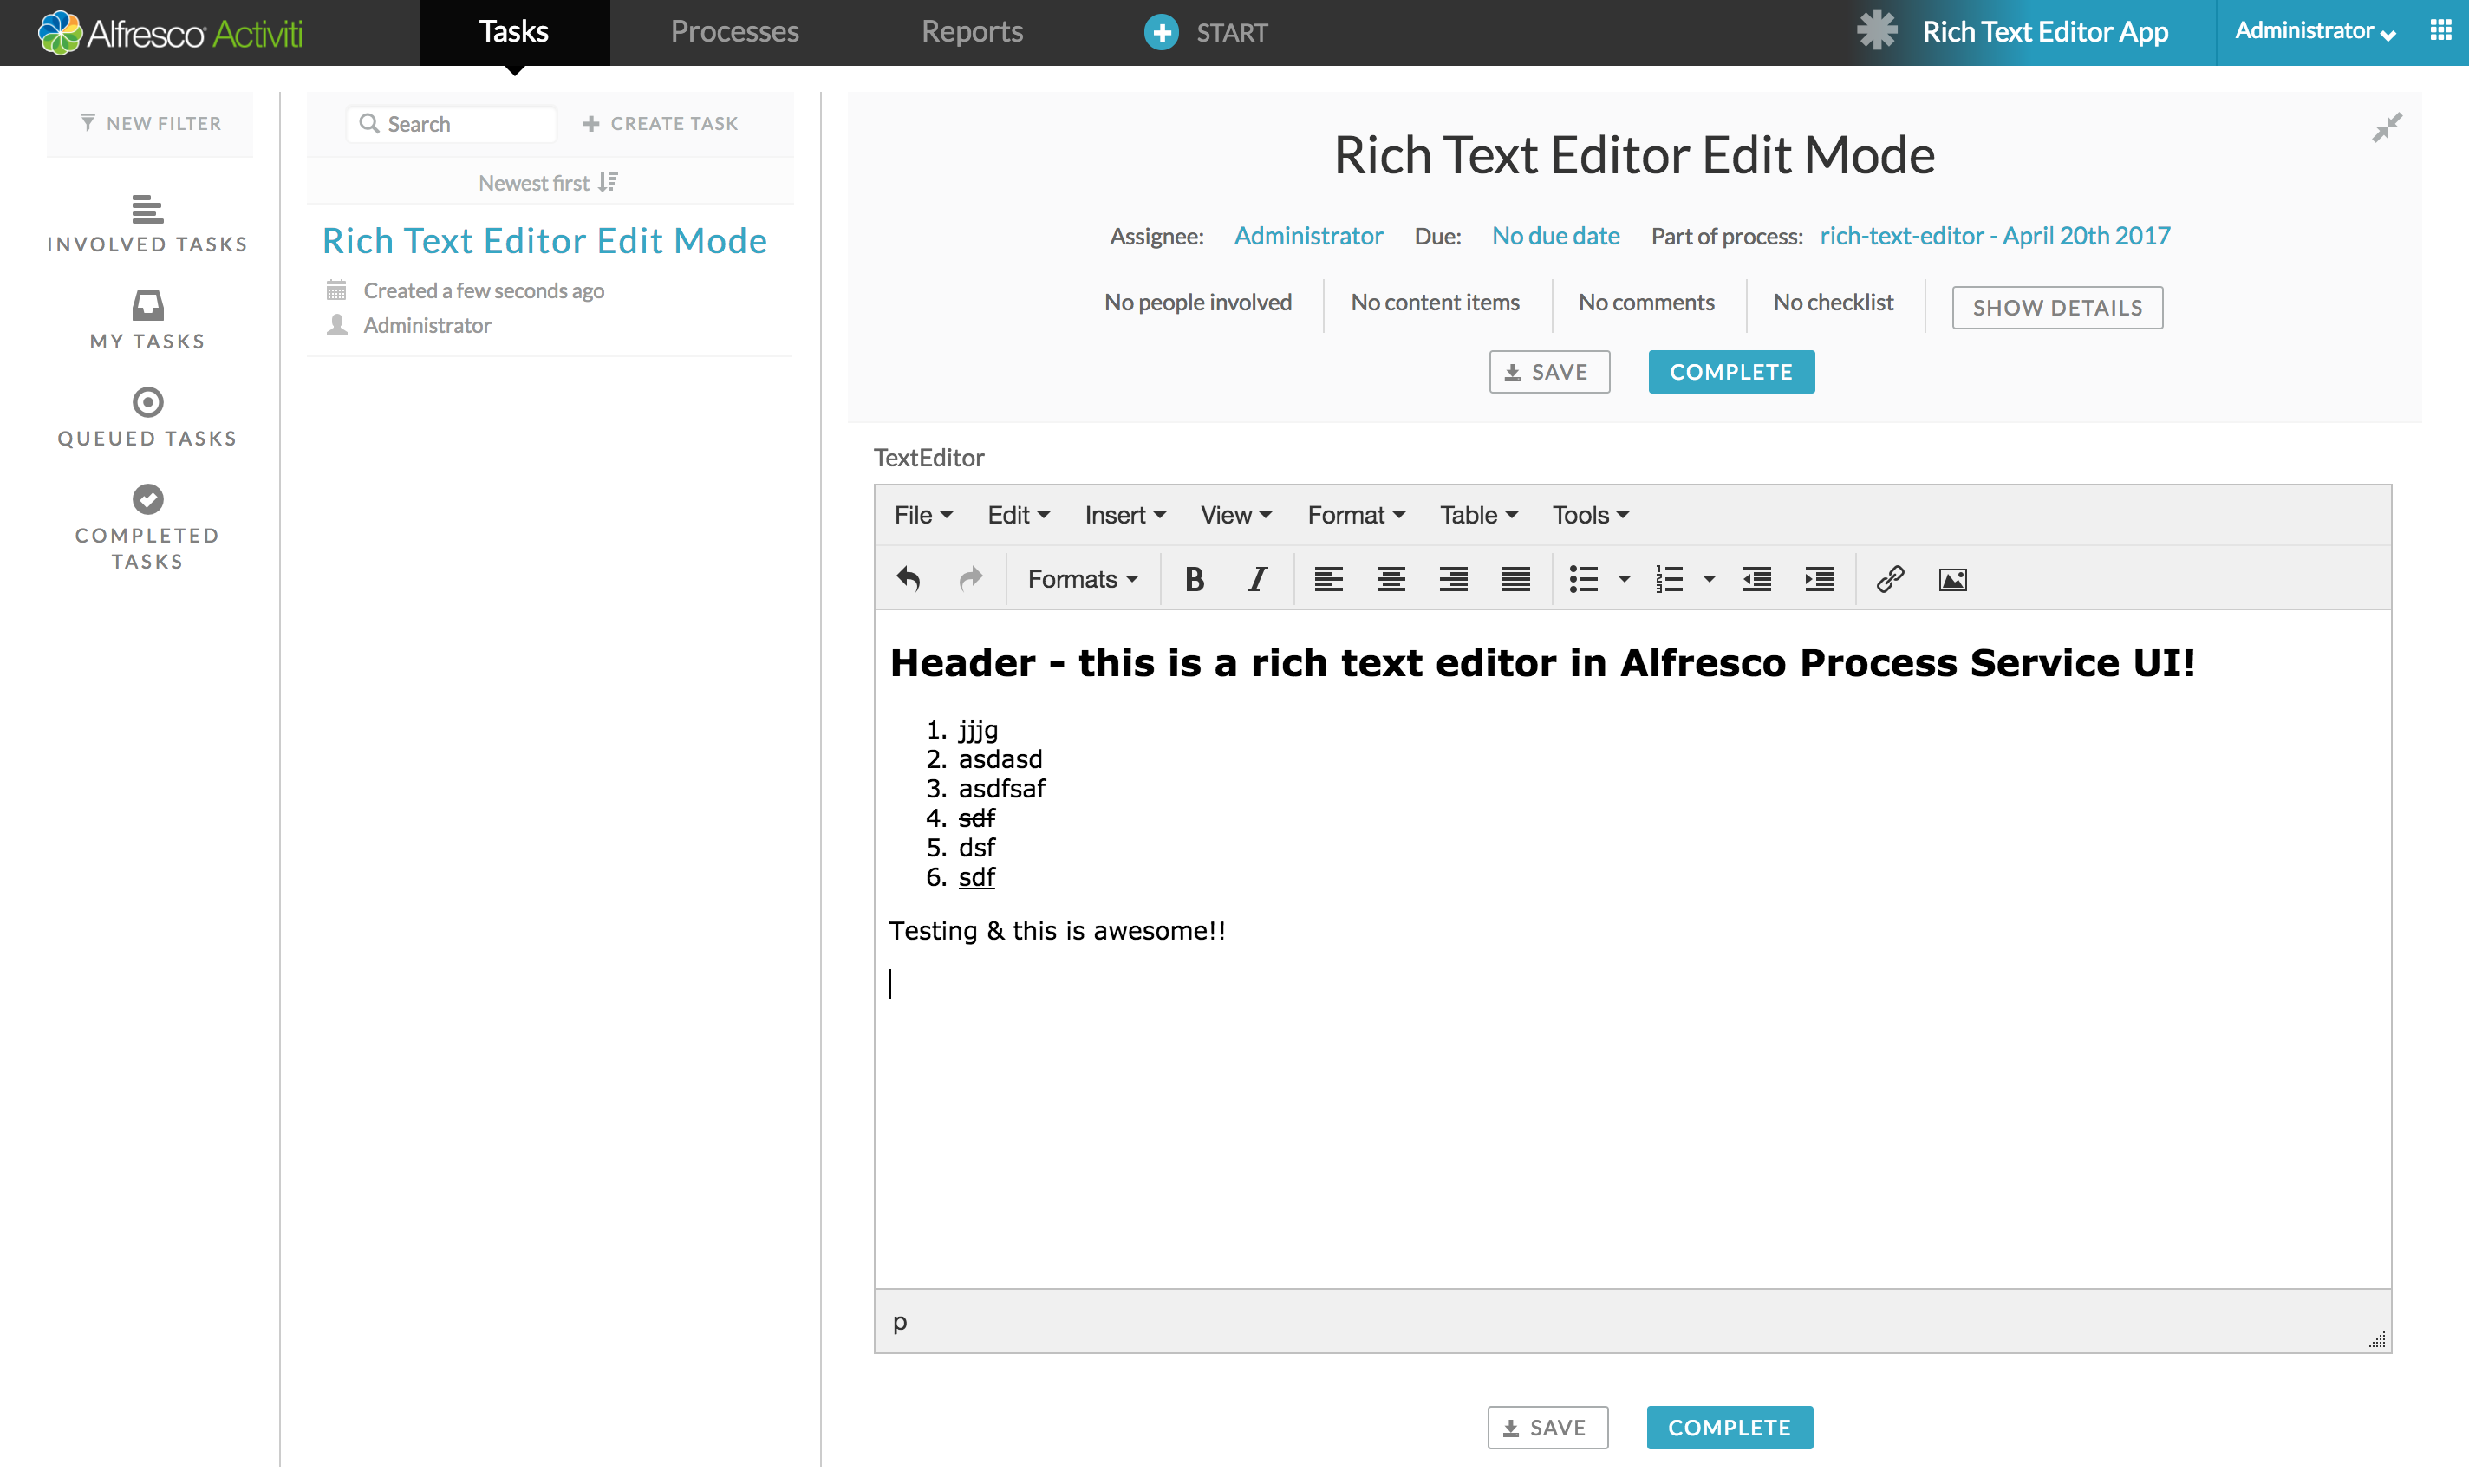 Alfresco Activiti
Tasks
Processes
Reports
START
Rich Text Editor App
Administrator
NEW FILTER
INVOLVED TASKS
MY TASKS
QUEUED TASKS
COMPLETED
TASKS
Search
CREATE TASK
Newest first
Rich Text Editor Edit Mode
Created a few seconds ago
Administrator
Rich Text Editor Edit Mode
Assignee: Administrator Due: No due date Part of process: rich-text-editor - April 20th 2017
No people involved No content items No comments No checklist SHOW DETAILS
SAVE COMPLETE
TextEditor
File Edit Insert View Format Table Tools
Formats B I
Header - this is a rich text editor in Alfresco Process Service UI!
1. jjjg
2. asdasd
3. asdfsaf
4. sdf
5. dsf
6. sdf
Testing & this is awesome!!
p
SAVE COMPLETE